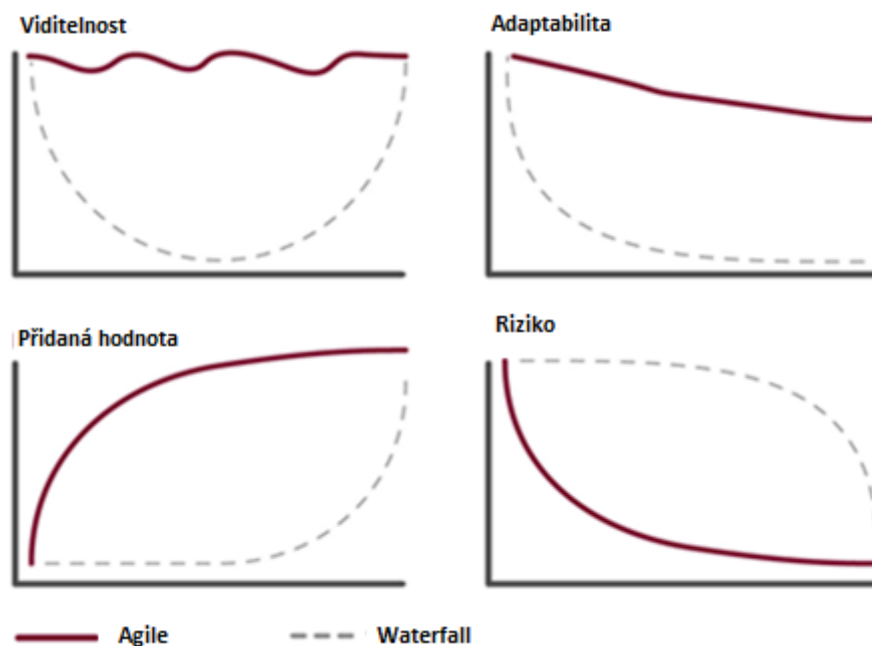 Viditelnost
Adaptabilita
Přidaná hodnota
Riziko
Agile
Waterfall